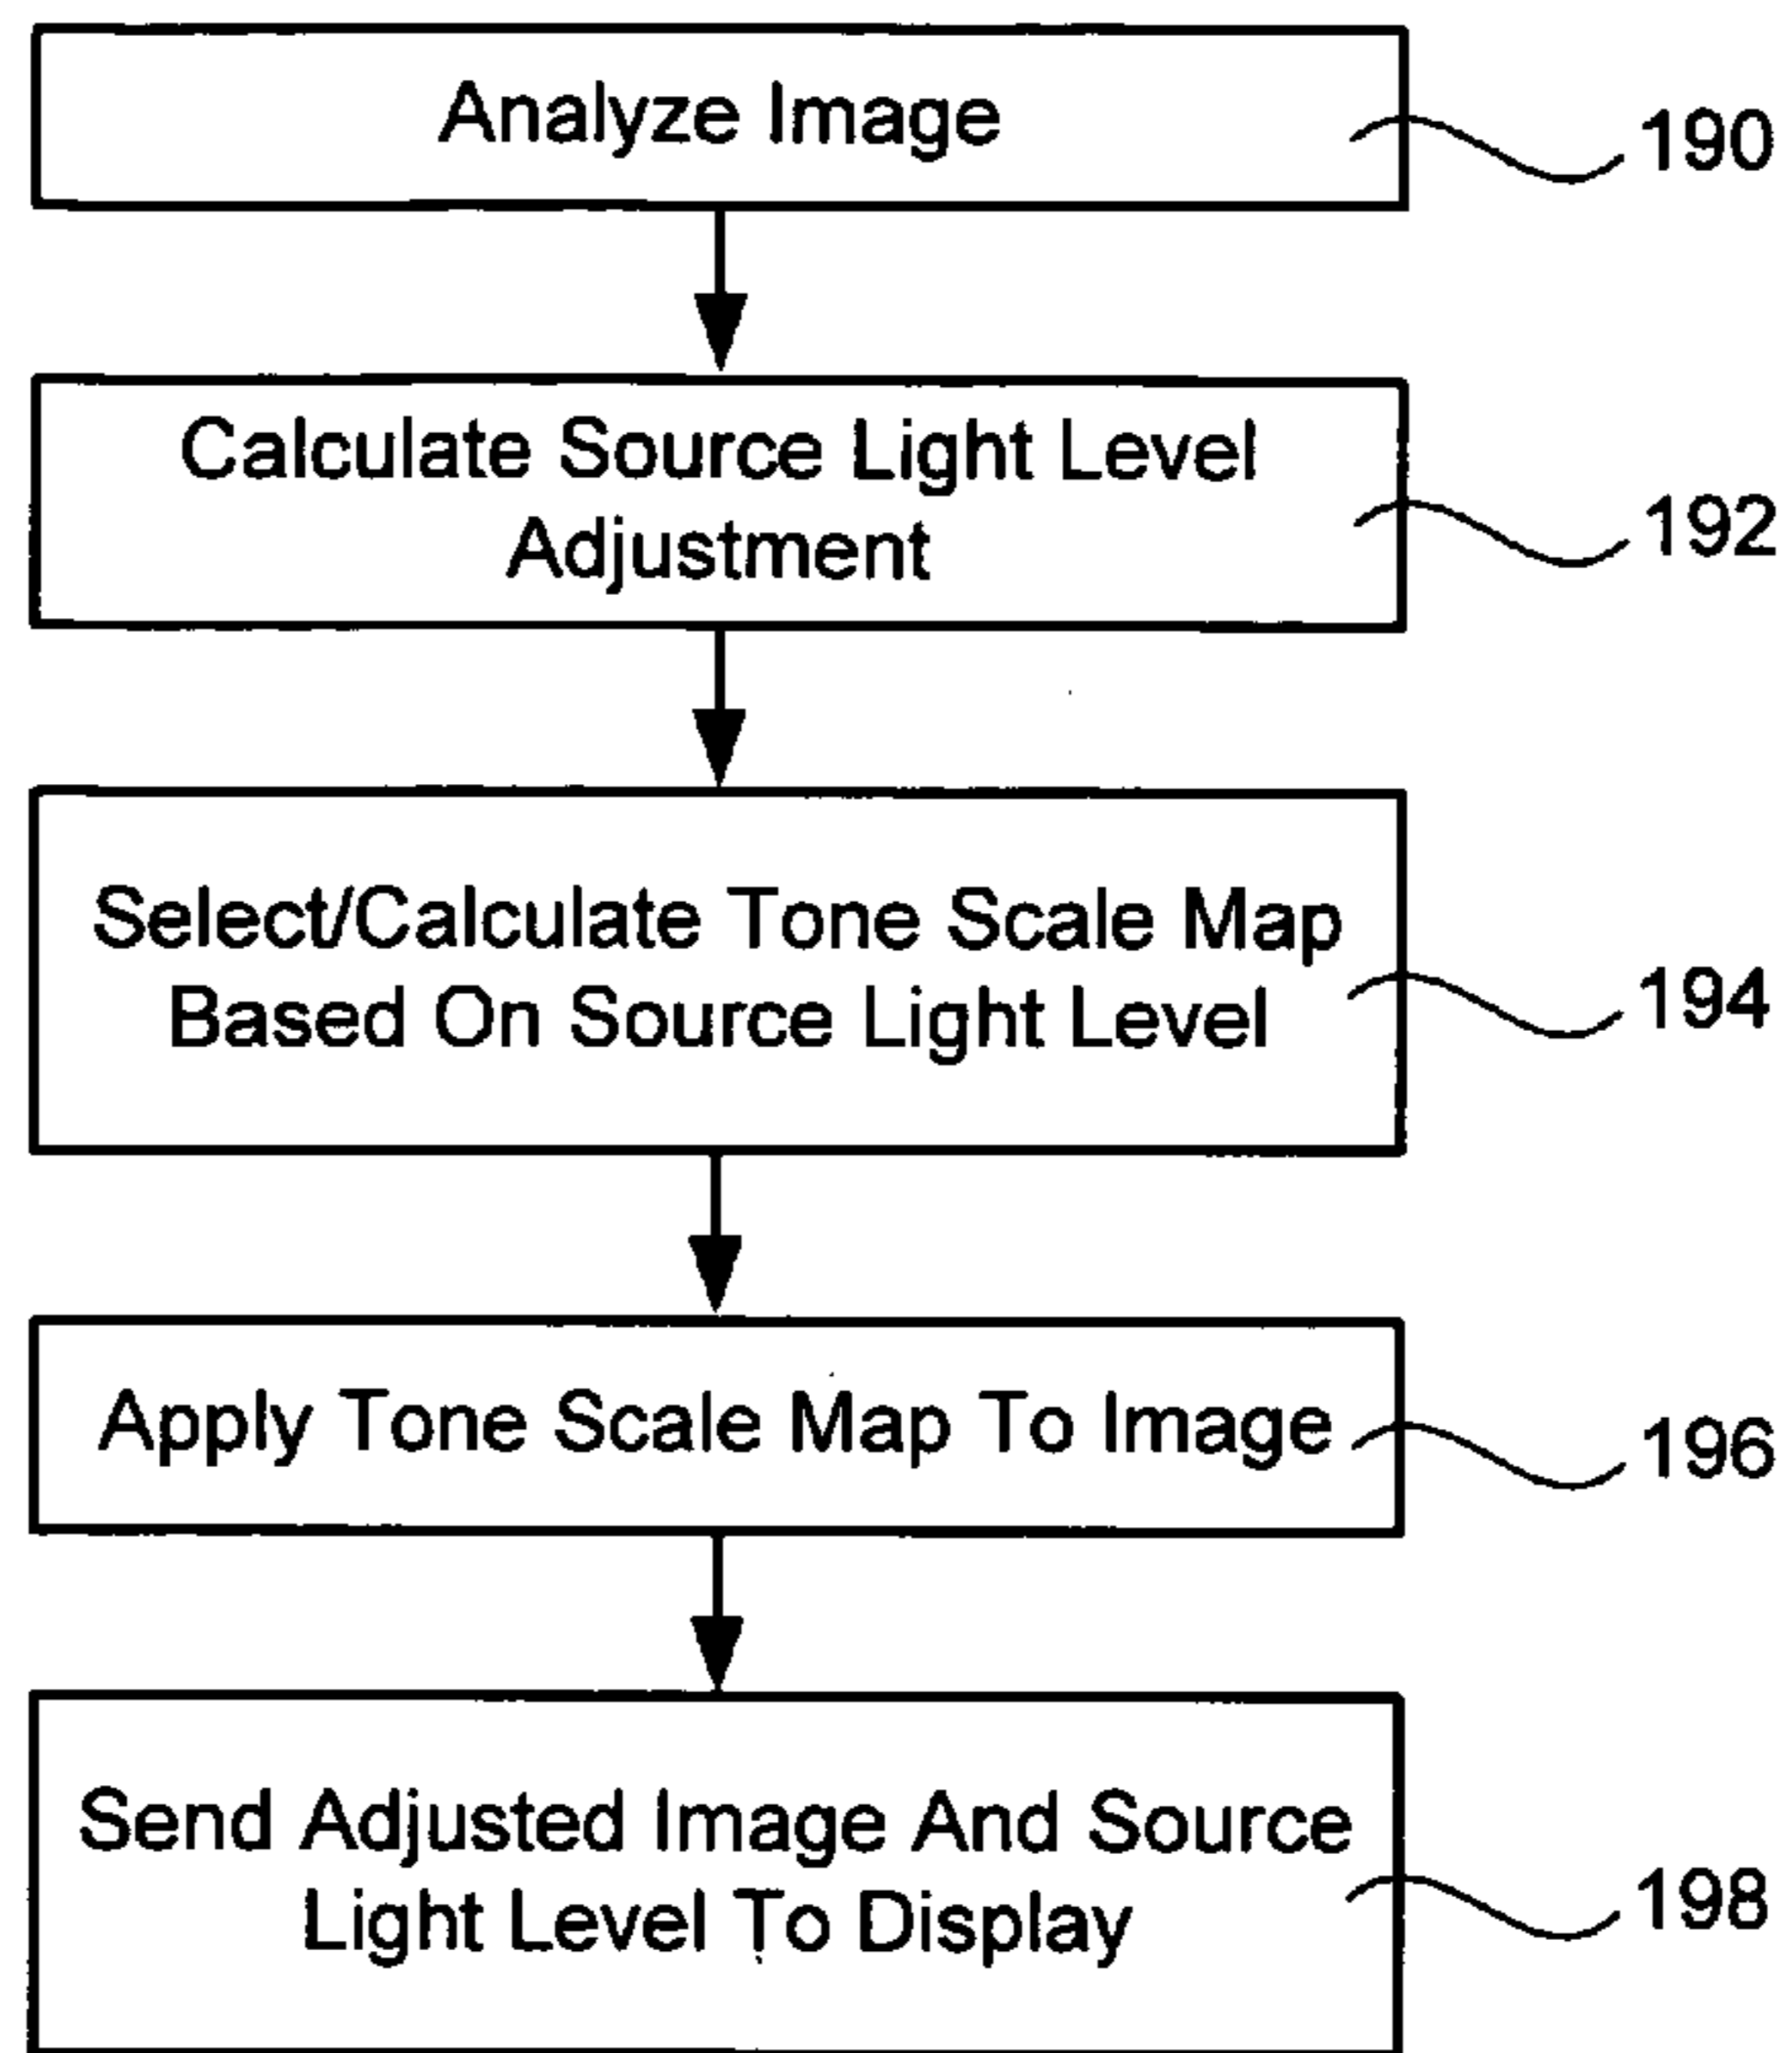 Analyze Image
190
Calculate Source Light Level
Adjustment
192
Select/Calculate Tone Scale Map
Based On Source Light Level
194
Apply Tone Scale Map To Image
196
Send Adjusted Image And Source
Light Level To Display
198